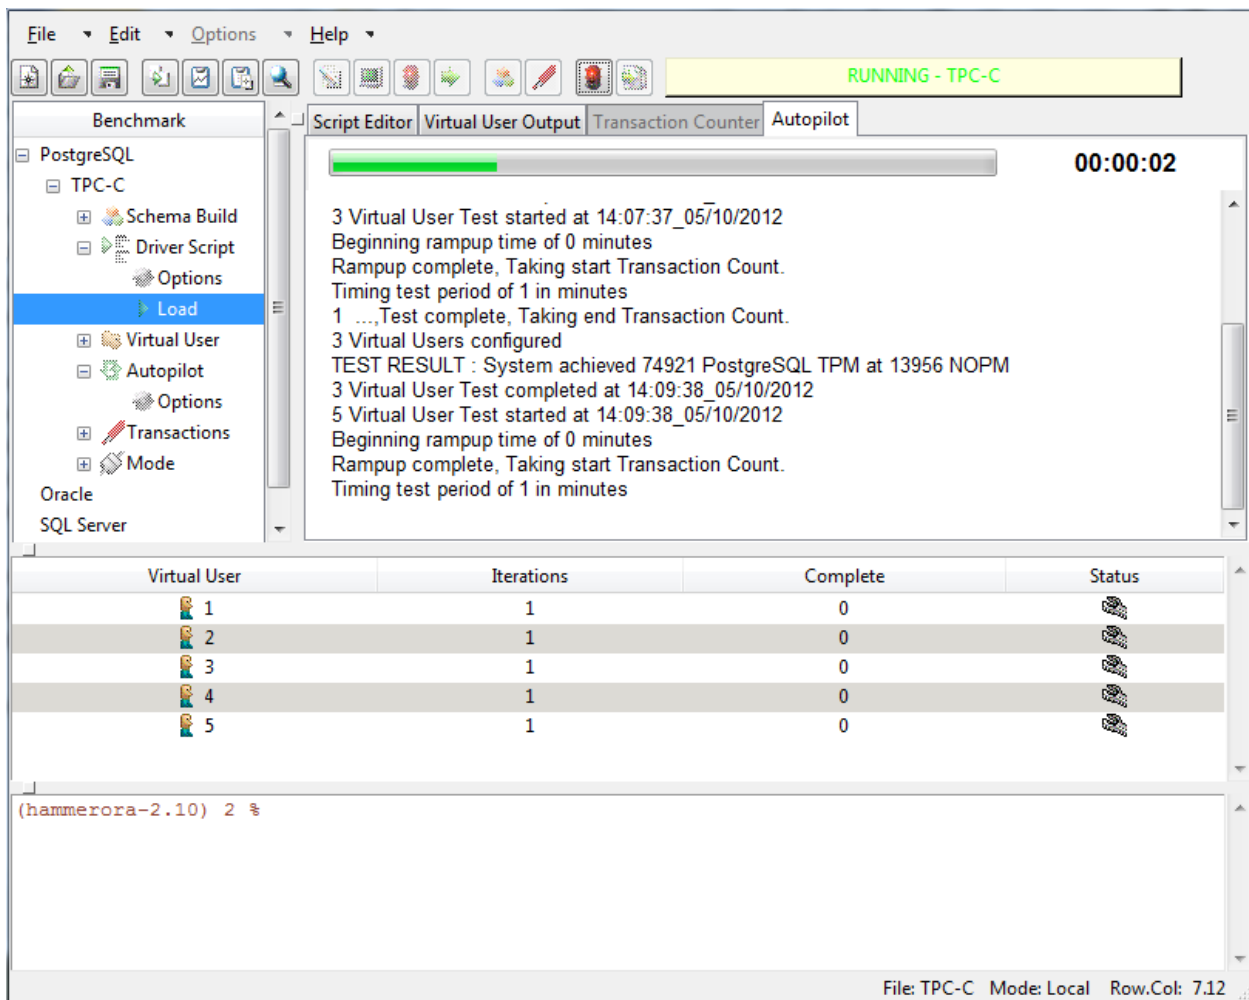 File Edit Options Help
RUNNING - TPC-C
Benchmark
PostgreSQL
TPC-C
Schema Build
Driver Script
Options
Load
Virtual User
Autopilot
Options
Transactions
Mode
Oracle
SQL Server
Script Editor Virtual User Output Transaction Counter Autopilot
00:00:02
3 Virtual User Test started at 14:07:37_05/10/2012
Beginning rampup time of 0 minutes
Rampup complete, Taking start Transaction Count.
Timing test period of 1 in minutes
1 ...,Test complete, Taking end Transaction Count.
3 Virtual Users configured
TEST RESULT : System achieved 74921 PostgreSQL TPM at 13956 NOPM
3 Virtual User Test completed at 14:09:38_05/10/2012
5 Virtual User Test started at 14:09:38_05/10/2012
Beginning rampup time of 0 minutes
Rampup complete, Taking start Transaction Count.
Timing test period of 1 in minutes
Virtual User Iterations Complete Status
1 1 0
2 1 0
3 1 0
4 1 0
5 1 0
(hammerora-2.10) 2 %
File: TPC-C Mode: Local Row.Col: 7.12